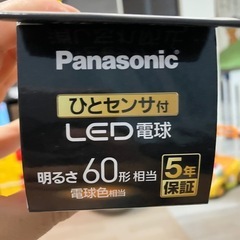 Panasonic
ひとセンサ付
LED電球
明るさ60形相当
電球色相当
5年
保証